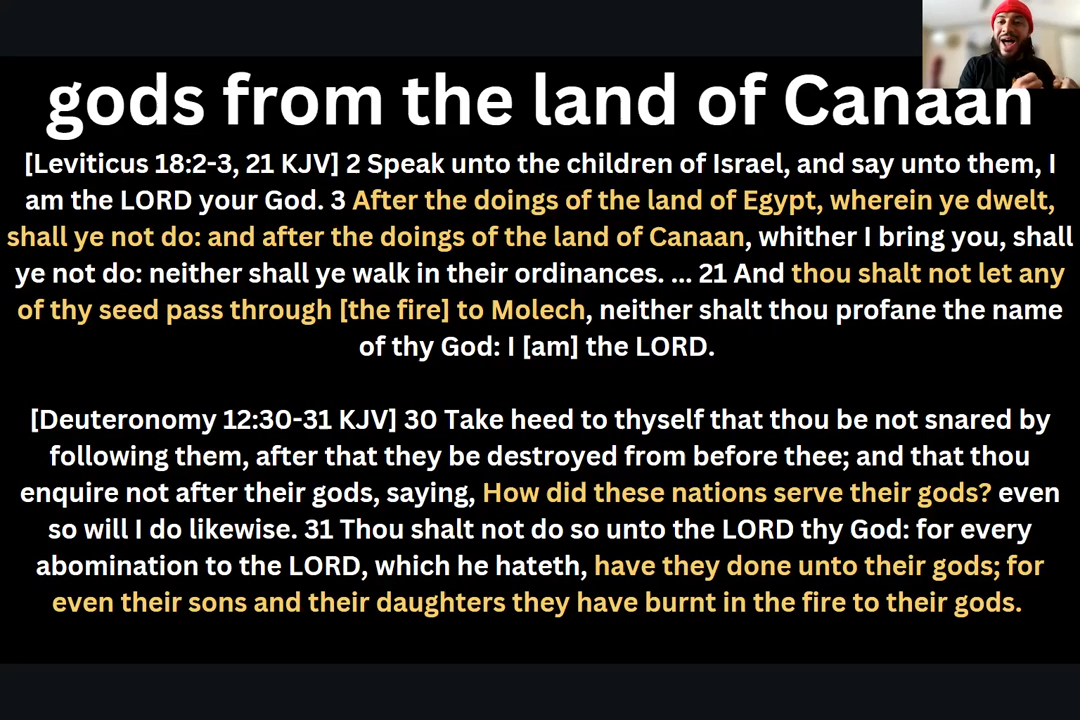 gods from the land of Canaan
[Leviticus 18:2-3, 21 KJV] 2 Speak unto the children of Israel, and say unto them, I
am the LORD your God. 3 After the doings of the land of Egypt, wherein ye dwelt,
shall ye not do: and after the doings of the land of Canaan, whither I bring you, shall
ye not do: neither shall ye walk in their ordinances. ... 21 And thou shalt not let any
of thy seed pass through [the fire] to Molech, neither shalt thou profane the name
of thy God: I [am] the LORD.
[Deuteronomy 12:30-31 KJV] 30 Take heed to thyself that thou be not snared by
following them, after that they be destroyed from before thee; and that thou
enquire not after their gods, saying, How did these nations serve their gods? even
so will I do likewise. 31 Thou shalt not do so unto the LORD thy God: for every
abomination to the LORD, which he hateth, have they done unto their gods; for
even their sons and their daughters they have burnt in the fire to their gods.